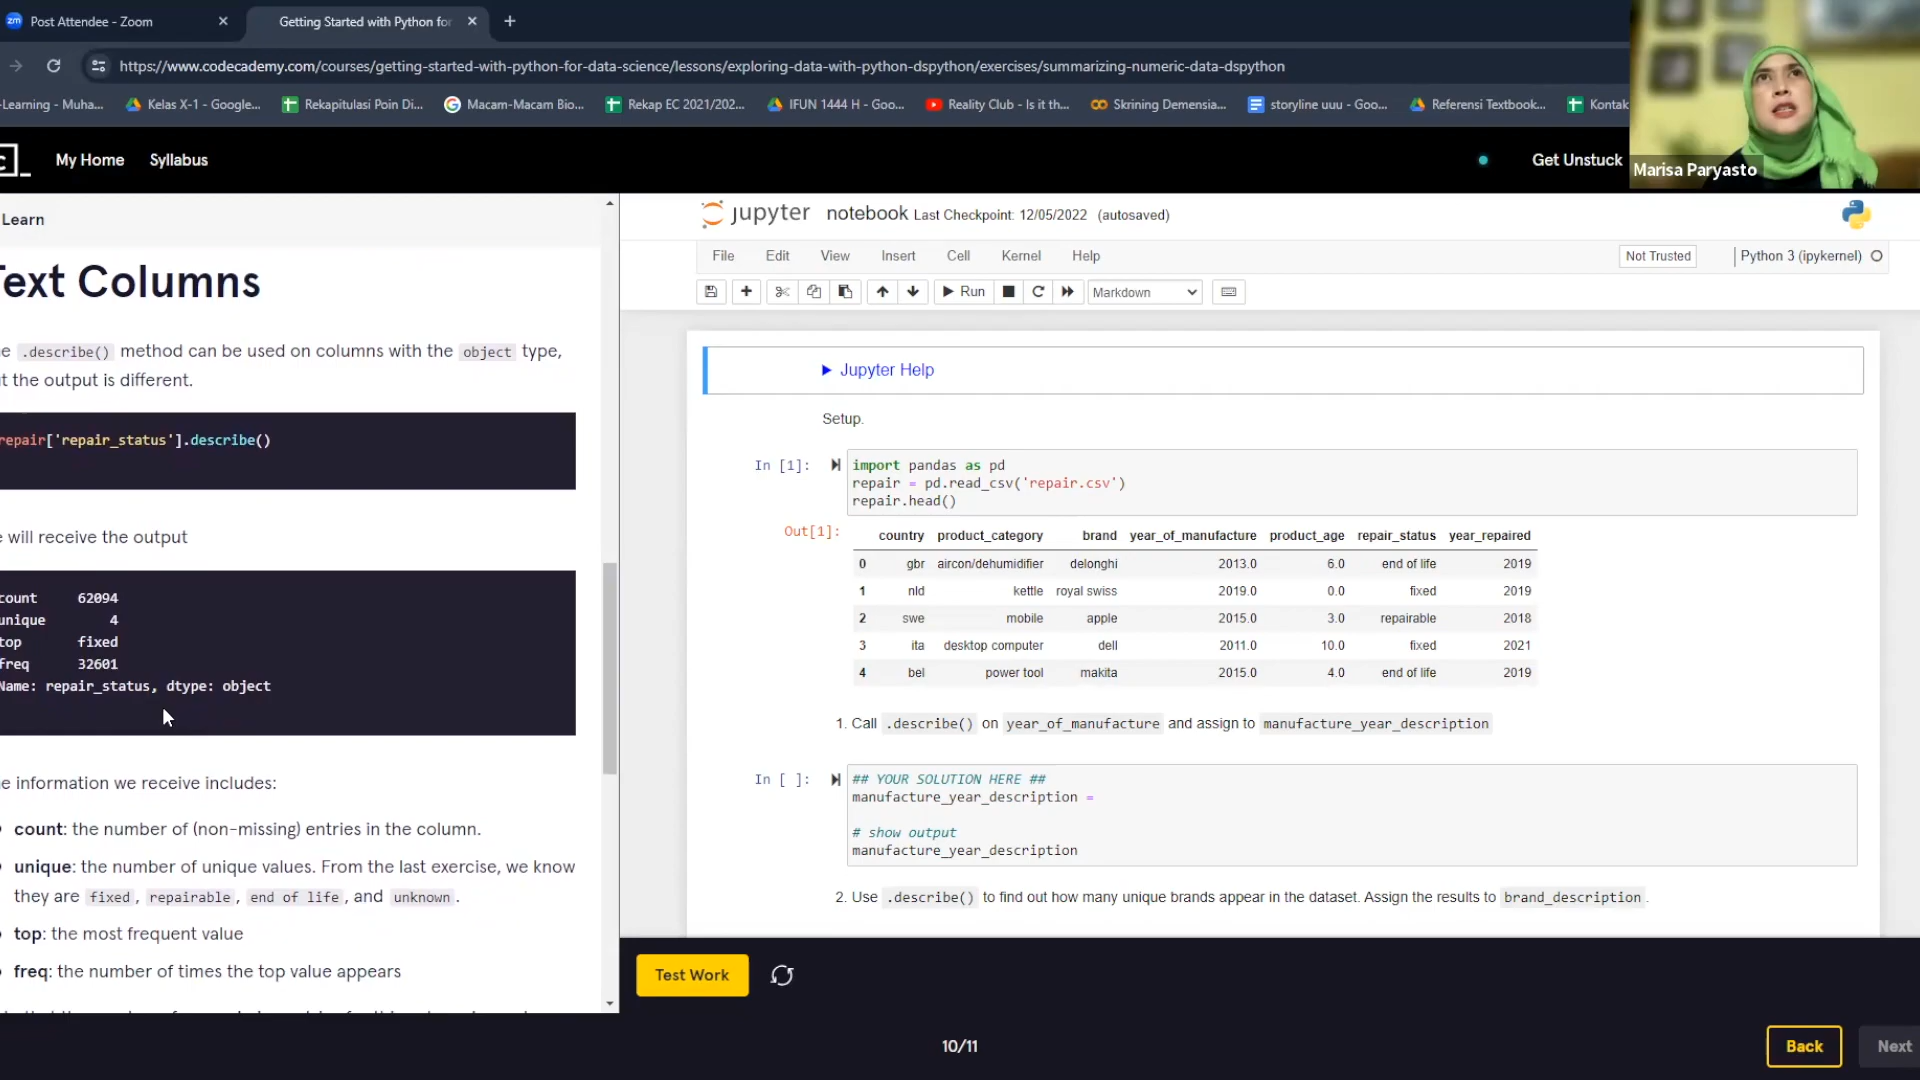 zm Post Attendee - Zoom
Getting Started with Python for
https://www.codecademy.com/courses/getting-started-with-python-for-data-science/lessons/exploring-data-with-python-dspython/exercises/summarizing-numeric-data-dspython
-Learning - Muha...
Kelas X-1 - Google...
Rekapitulasi Poin Di...
Macam-Macam Bio...
Rekap EC 2021/202...
IFUN 1444 H - Goo...
Reality Club - Is it th...
Skrining Demensia...
storyline uuu - Goo...
Referensi Textbook...
Kontak
My Home
Syllabus
Get Unstuck
Marisa Paryasto
Learn
ext Columns
e .describe() method can be used on columns with the object type,
t the output is different.
repair['repair_status'].describe()
e will receive the output
count 62094
unique 4
top fixed
freq 32601
Name: repair_status, dtype: object
e information we receive includes:
count: the number of (non-missing) entries in the column.
unique: the number of unique values. From the last exercise, we know
they are fixed, repairable, end of life, and unknown.
top: the most frequent value
freq: the number of times the top value appears
jupyter notebook Last Checkpoint: 12/05/2022 (autosaved)
File Edit View Insert Cell Kernel Help
Not Trusted
Python 3 (ipykernel)
Run
Markdown
Jupyter Help
Setup.
In [1]:
import pandas as pd
repair = pd.read_csv('repair.csv')
repair.head()
Out[1]:
country product_category brand year_of_manufacture product_age repair_status year_repaired
0 gbr aircon/dehumidifier delonghi 2013.0 6.0 end of life 2019
1 nld kettle royal swiss 2019.0 0.0 fixed 2019
2 swe mobile apple 2015.0 3.0 repairable 2018
3 ita desktop computer dell 2011.0 10.0 fixed 2021
4 bel power tool makita 2015.0 4.0 end of life 2019
1. Call .describe() on year_of_manufacture and assign to manufacture_year_description
In [ ]:
## YOUR SOLUTION HERE ##
manufacture_year_description =
# show output
manufacture_year_description
2. Use .describe() to find out how many unique brands appear in the dataset. Assign the results to brand_description.
Test Work
10/11
Back
Next